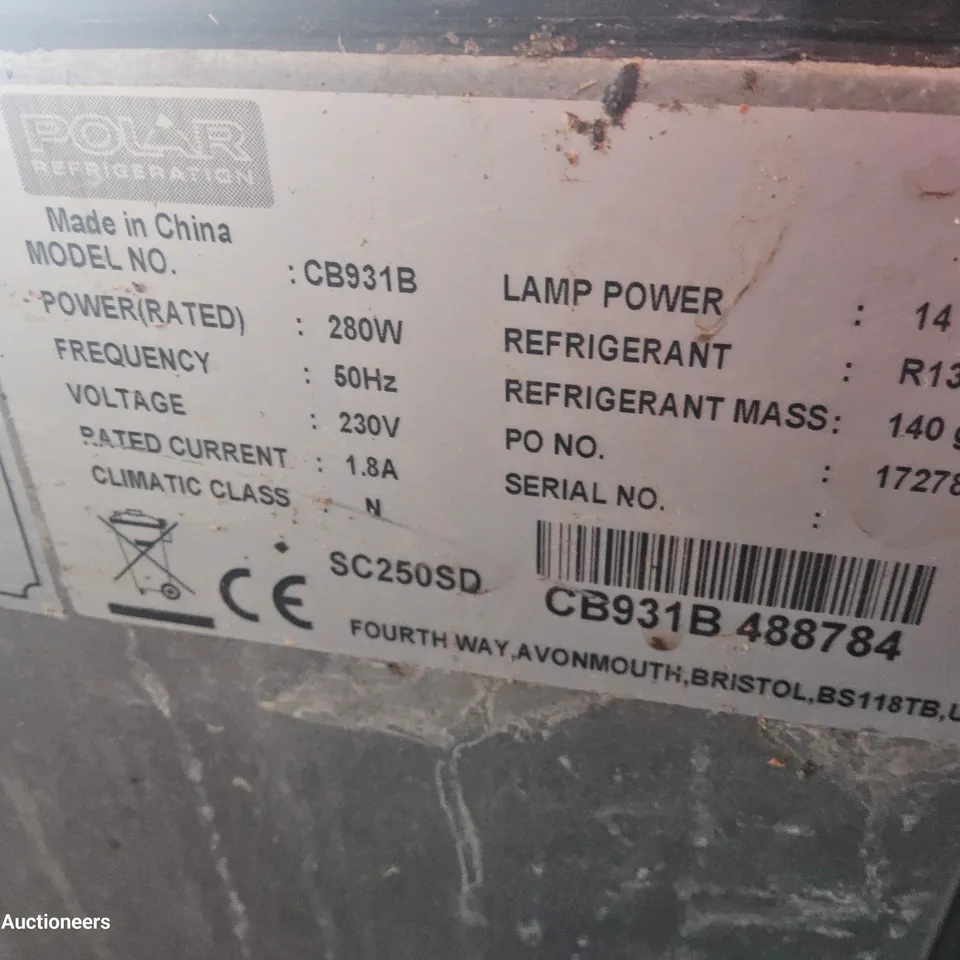 POLAR
REFRIGERATION
Made in China
MODEL NO. : CB931B
POWER(RATED) : 280W
FREQUENCY : 50Hz
VOLTAGE : 230V
RATED CURRENT : 1.8A
CLIMATIC CLASS : N
LAMP POWER : 14
REFRIGERANT : R13
REFRIGERANT MASS: 140 g
PO NO. : 17278
SERIAL NO. :
CE
SC250SD
CB931B 488784
FOURTH WAY,AVONMOUTH,BRISTOL,BS118TB,U
Auctioneers